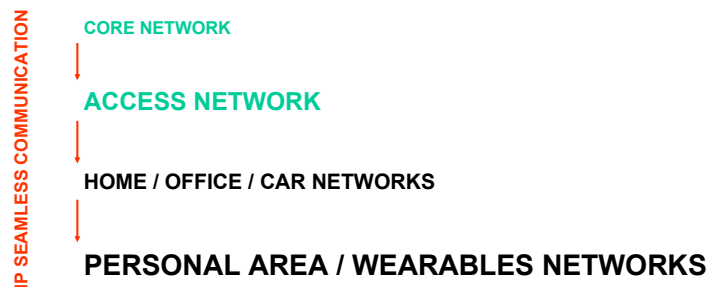 IP SEAMLESS COMMUNICATION
CORE NETWORK
ACCESS NETWORK
HOME / OFFICE / CAR NETWORKS
PERSONAL AREA / WEARABLES NETWORKS